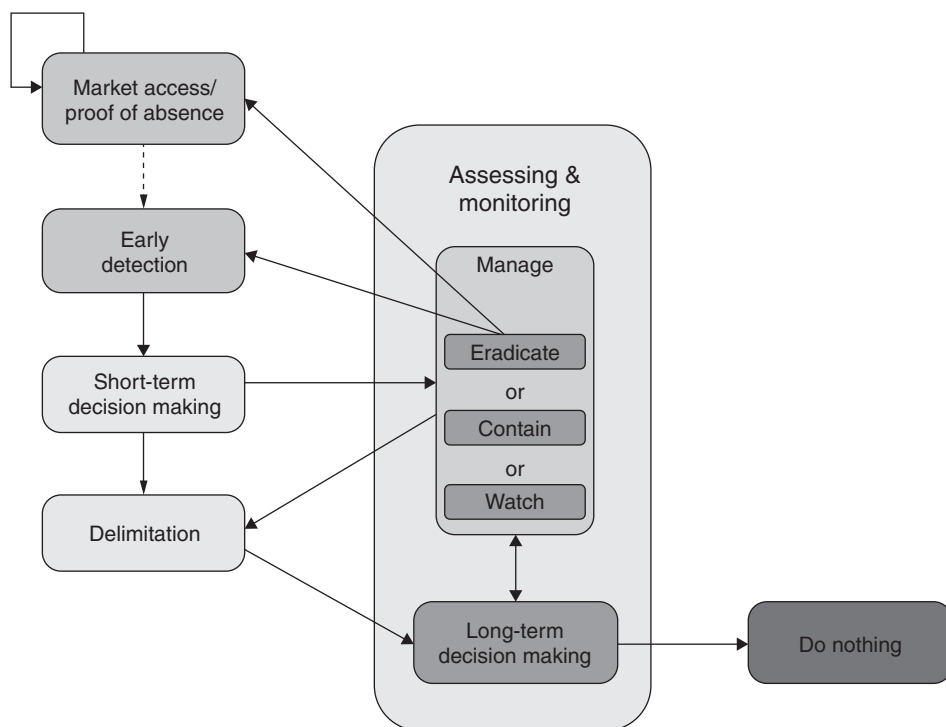 Market access/
proof of absence
Early
detection
Short-term
decision making
Delimitation
Assessing &
monitoring
Manage
Eradicate
or
Contain
or
Watch
Long-term
decision making
Do nothing